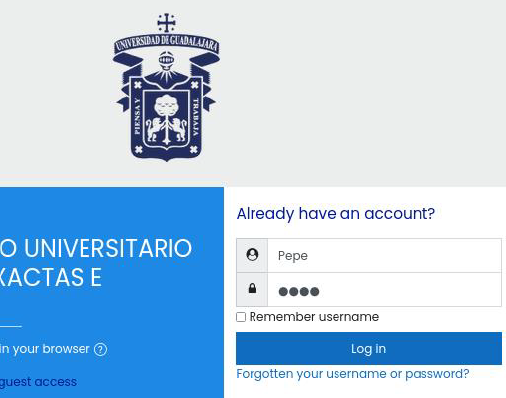 UNIVERSIDAD DE GUADALAJARA
PIENSA Y
TRABAJA
O UNIVERSITARIO
XACTAS E
in your browser
guest access
Already have an account?
Pepe
Remember username
Log in
Forgotten your username or password?